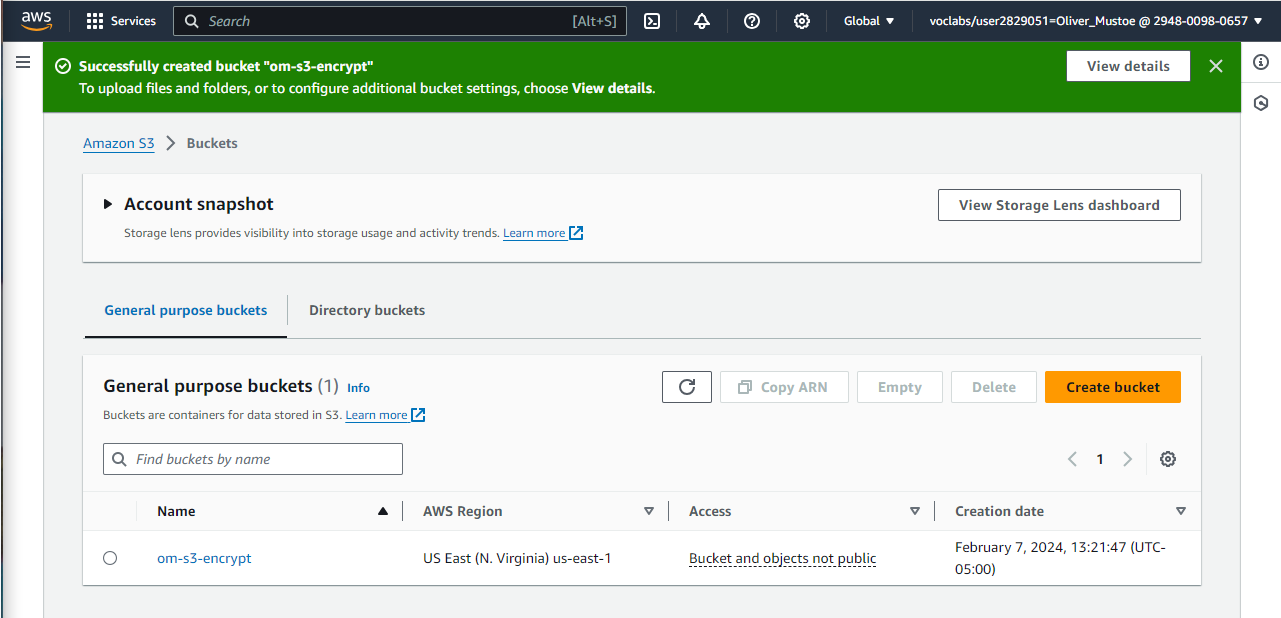 aws Services Search [Alt+S] Global voclabs/user2829051=Oliver_Mustoe @ 2948-0098-0657
Successfully created bucket "om-s3-encrypt"
To upload files and folders, or to configure additional bucket settings, choose View details.
View details
Amazon S3 Buckets
Account snapshot
Storage lens provides visibility into storage usage and activity trends. Learn more
View Storage Lens dashboard
General purpose buckets Directory buckets
General purpose buckets (1) Info
Buckets are containers for data stored in S3. Learn more
Copy ARN Empty Delete Create bucket
Find buckets by name
1
Name AWS Region Access Creation date
om-s3-encrypt US East (N. Virginia) us-east-1 Bucket and objects not public February 7, 2024, 13:21:47 (UTC-
05:00)